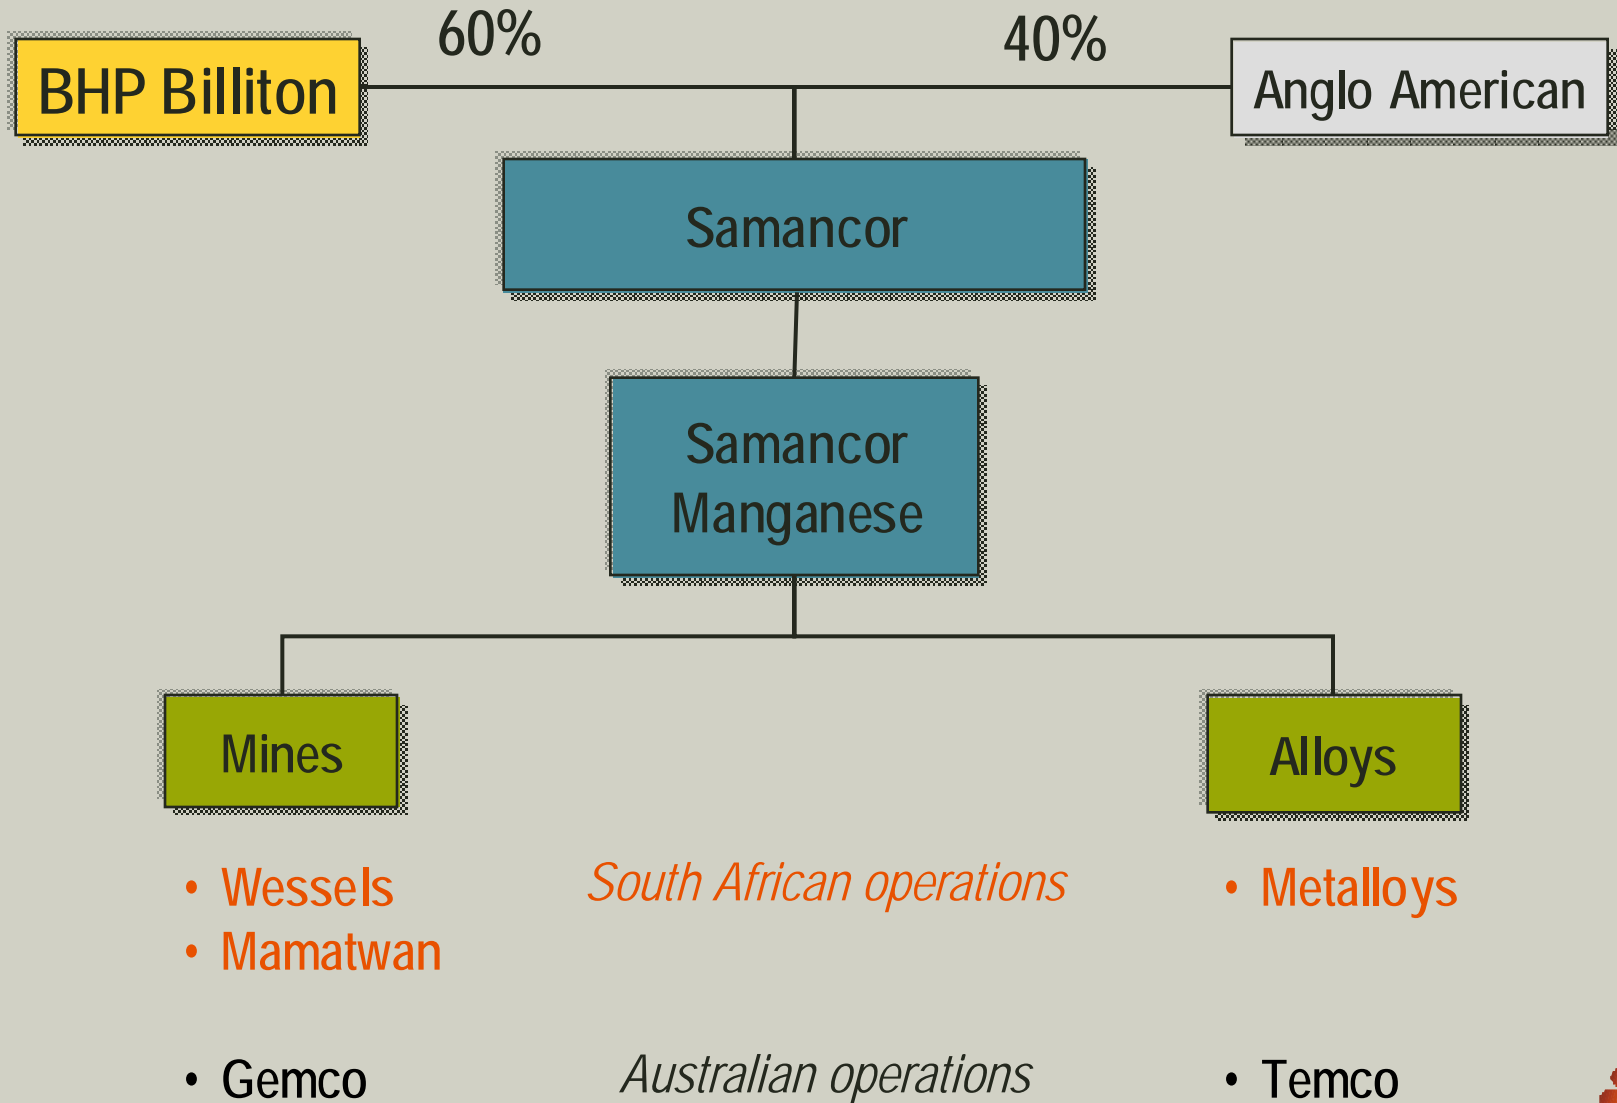 60%
40%
BHP Billiton
Anglo American
Samancor
Samancor
Manganese
Mines
Alloys
• Wessels
South African operations
• Metalloys
• Mamatwan
• Gemco
Australian operations
• Temco